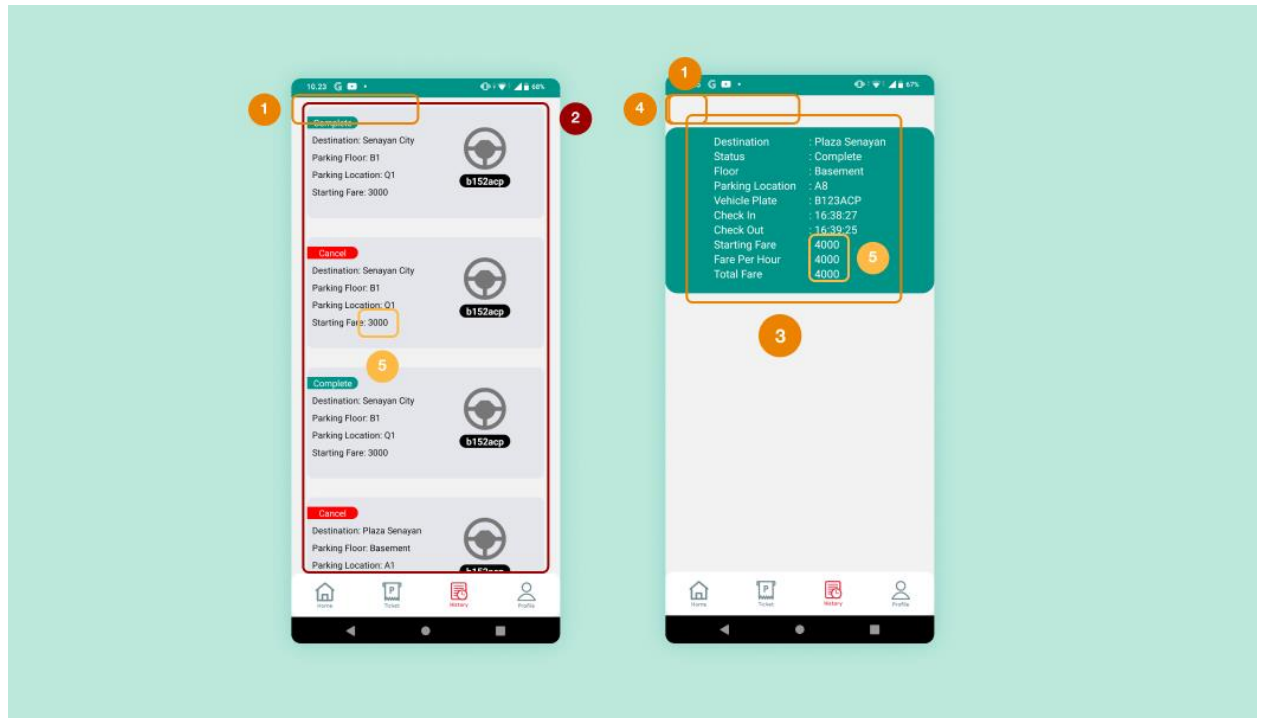 10.23 G 68%
1
2
Complete
Destination: Senayan City
Parking Floor: B1
Parking Location: Q1
Starting Fare: 3000
b152acp
Cancel
Destination: Senayan City
Parking Floor: B1
Parking Location: Q1
Starting Fare: 3000
b152acp
5
Complete
Destination: Senayan City
Parking Floor: B1
Parking Location: Q1
Starting Fare: 3000
b152acp
Cancel
Destination: Plaza Senayan
Parking Floor: Basement
Parking Location: A1
b152acp
Home P Ticket History Profile
1
G 67%
4
Destination : Plaza Senayan
Status : Complete
Floor : Basement
Parking Location : A8
Vehicle Plate : B123ACP
Check In : 16:38:27
Check Out : 16:39:25
Starting Fare 4000
Fare Per Hour 4000
Total Fare 4000
5
3
Home P Ticket History Profile